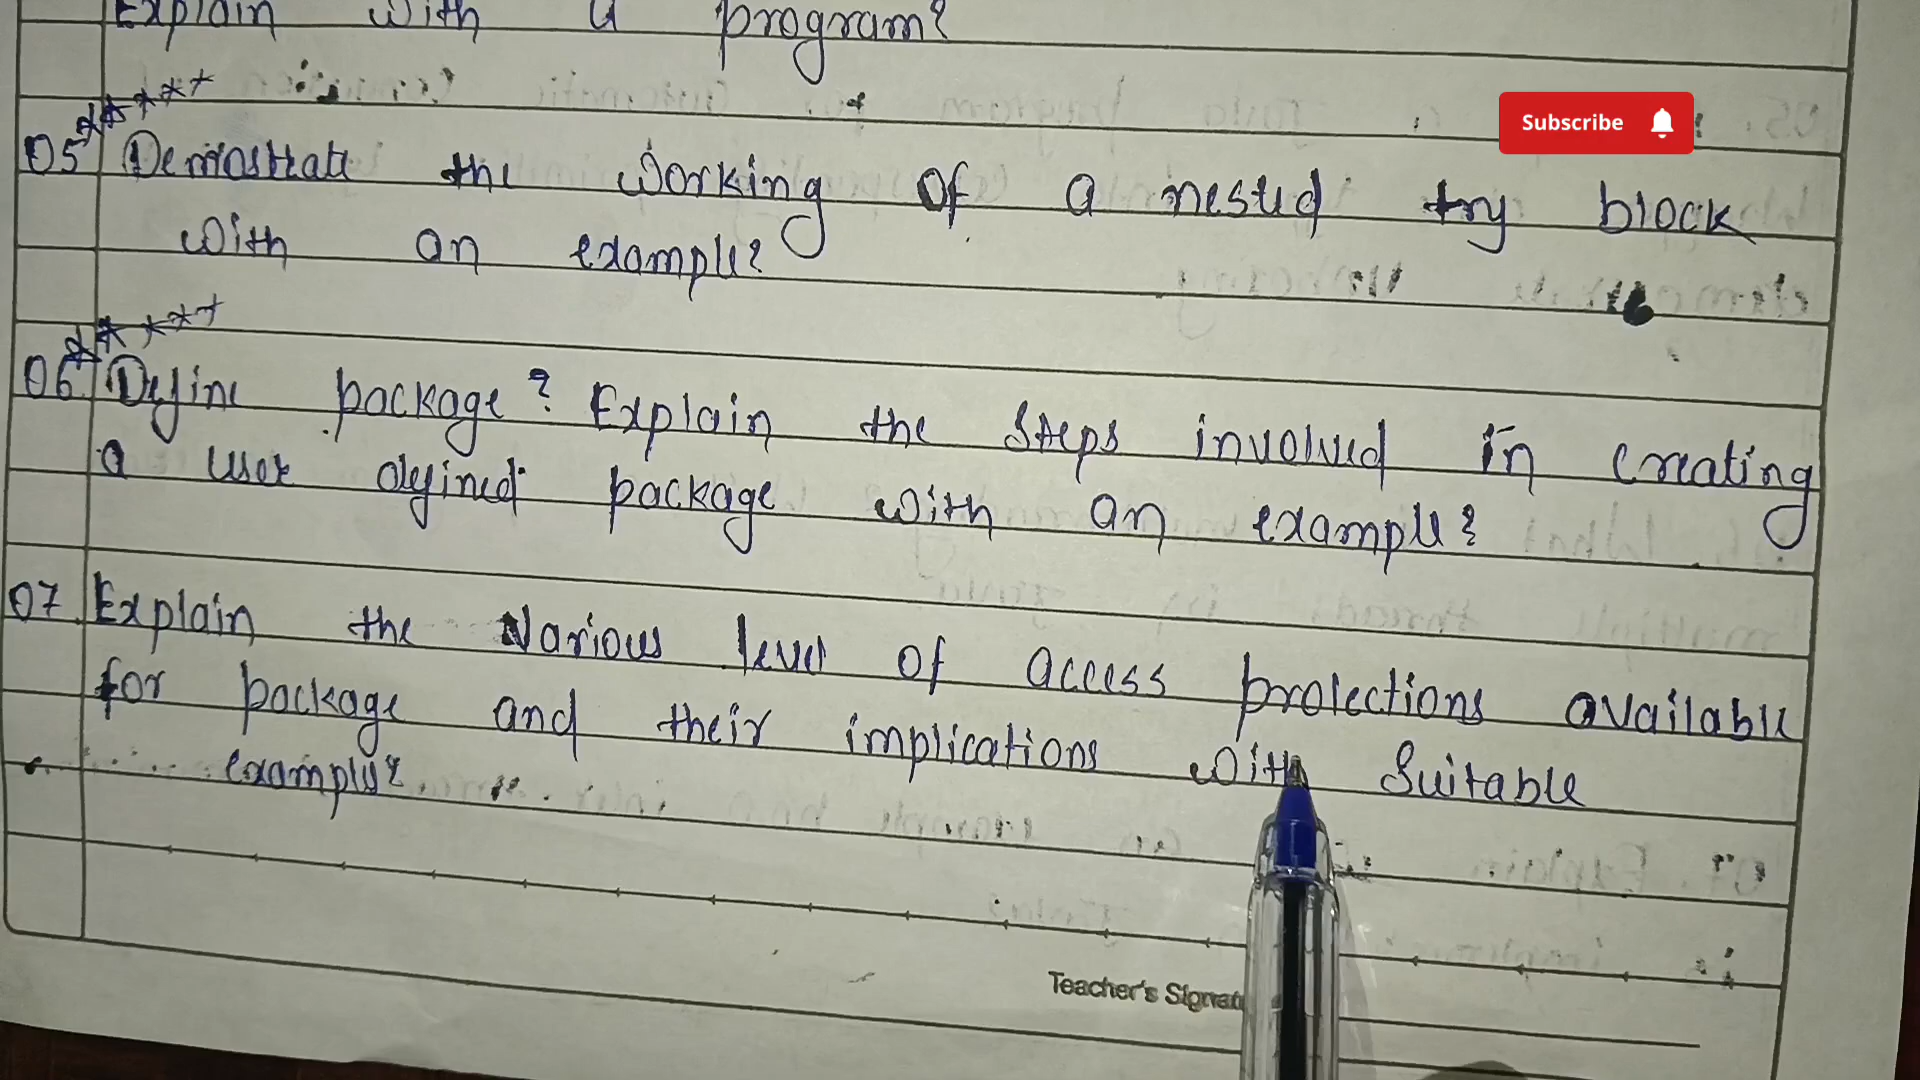 Explain with a program?
Subscribe
05 Demostrate the working of a nested try block
with an example?
06 Define package? Explain the Steps involved in creating
a user defined package with an example?
07 Explain the Various level of access protections available
for package and their implications with Suitable
example?
Teacher's Signat